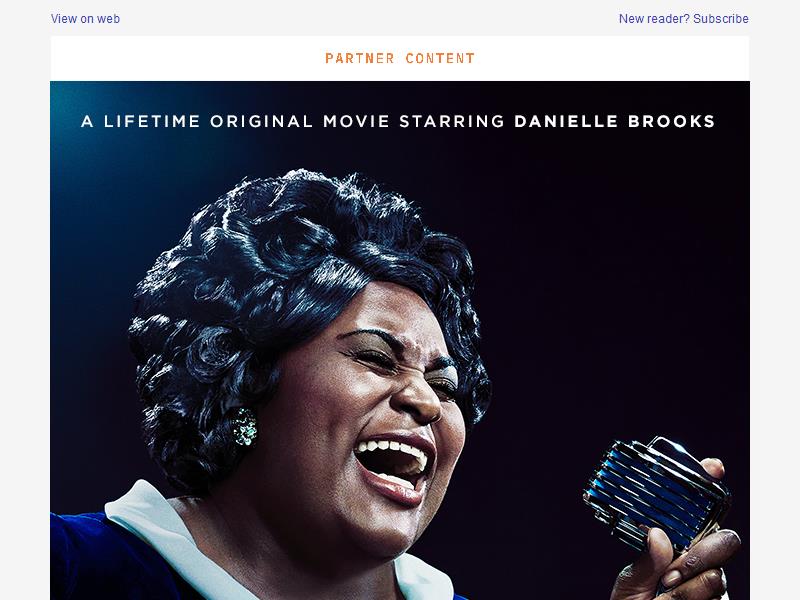 View on web
New reader? Subscribe
PARTNER CONTENT
A LIFETIME ORIGINAL MOVIE STARRING DANIELLE BROOKS